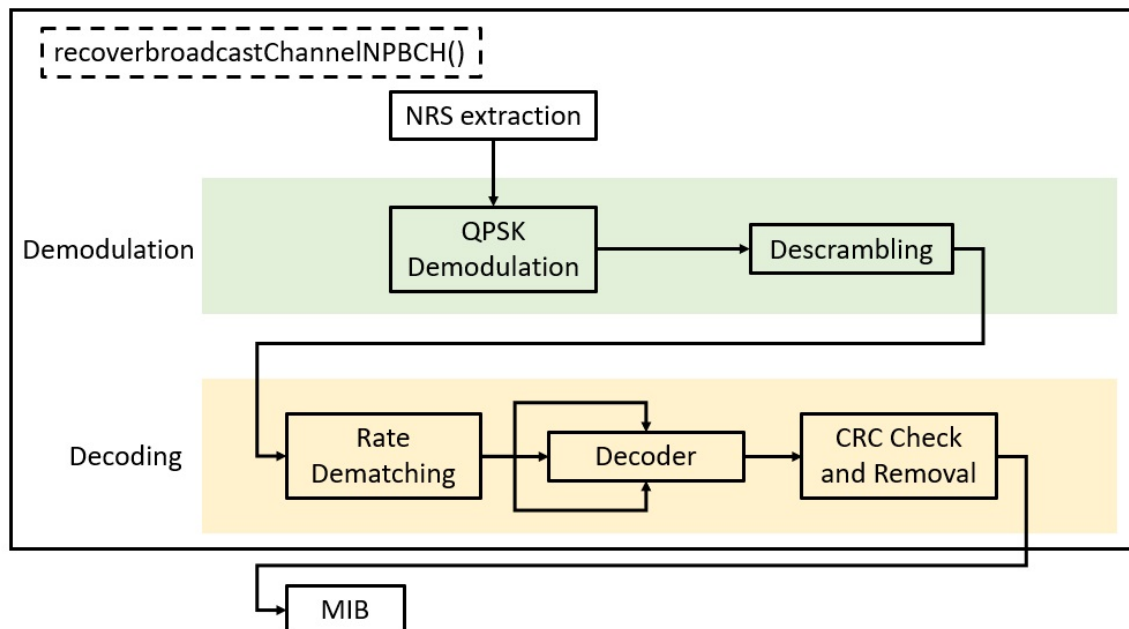 recoverbroadcastChannelNPBCH()
NRS extraction
Demodulation
QPSK
Demodulation
Descrambling
Decoding
Rate
Dematching
Decoder
CRC Check
and Removal
MIB